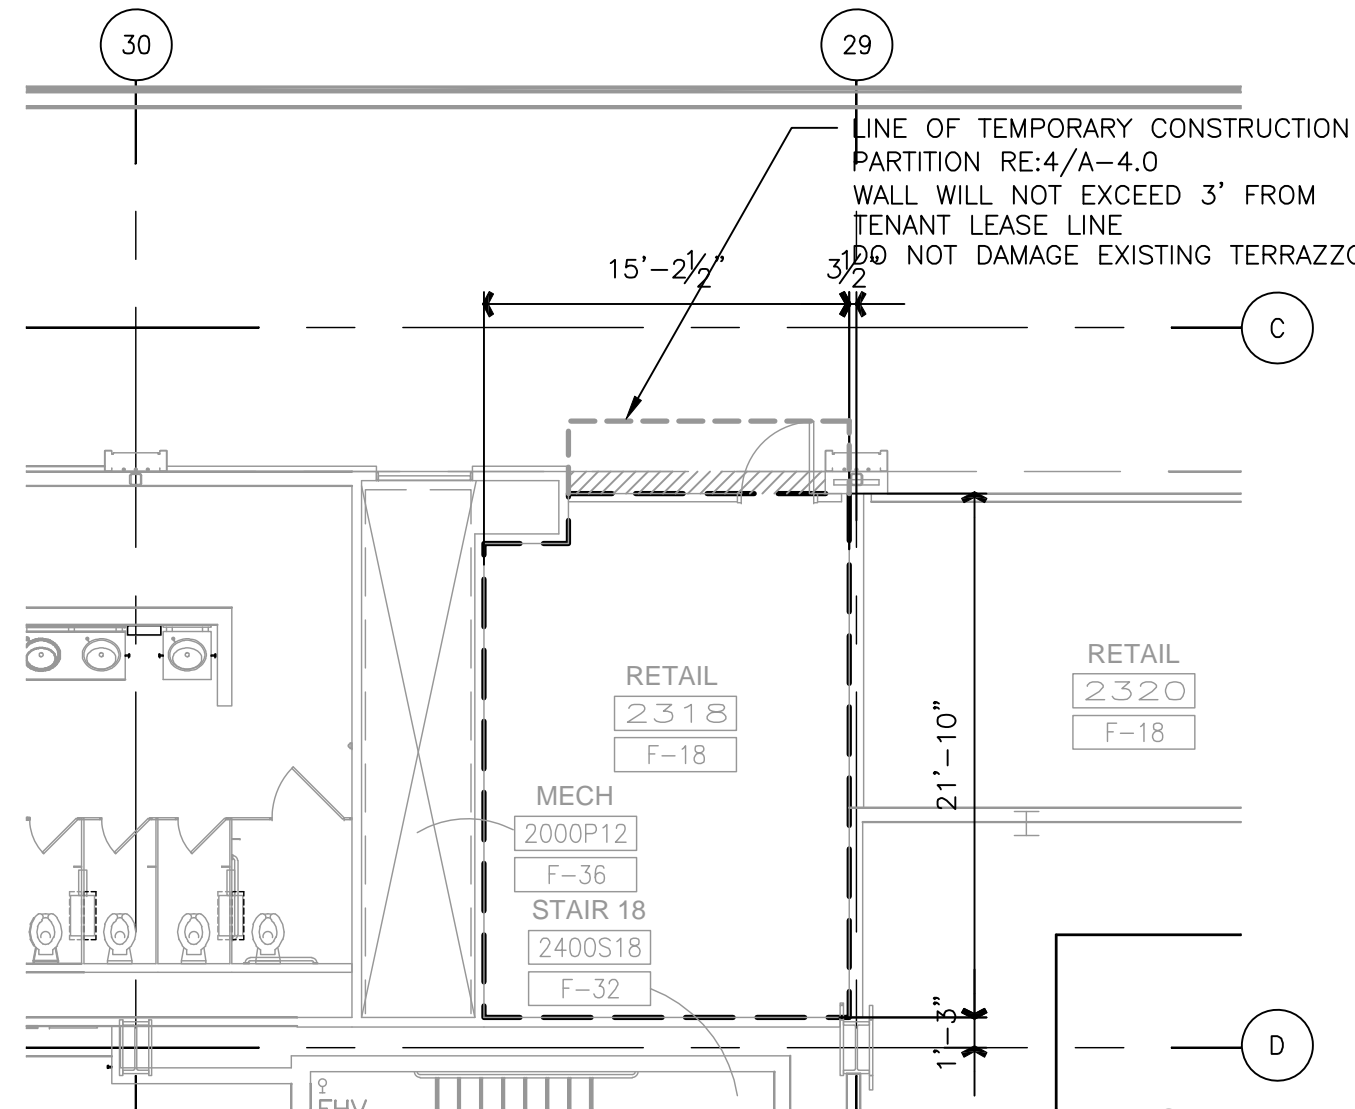 30
29
LINE OF TEMPORARY CONSTRUCTION
PARTITION RE:4/A-4.0
WALL WILL NOT EXCEED 3' FROM
TENANT LEASE LINE
DO NOT DAMAGE EXISTING TERRAZZO
15'-2½"
3½"
C
RETAIL
2318
F-18
RETAIL
2320
F-18
21'-10"
MECH
2000P12
F-36
STAIR 18
2400S18
F-32
1'-3"
D
EHV